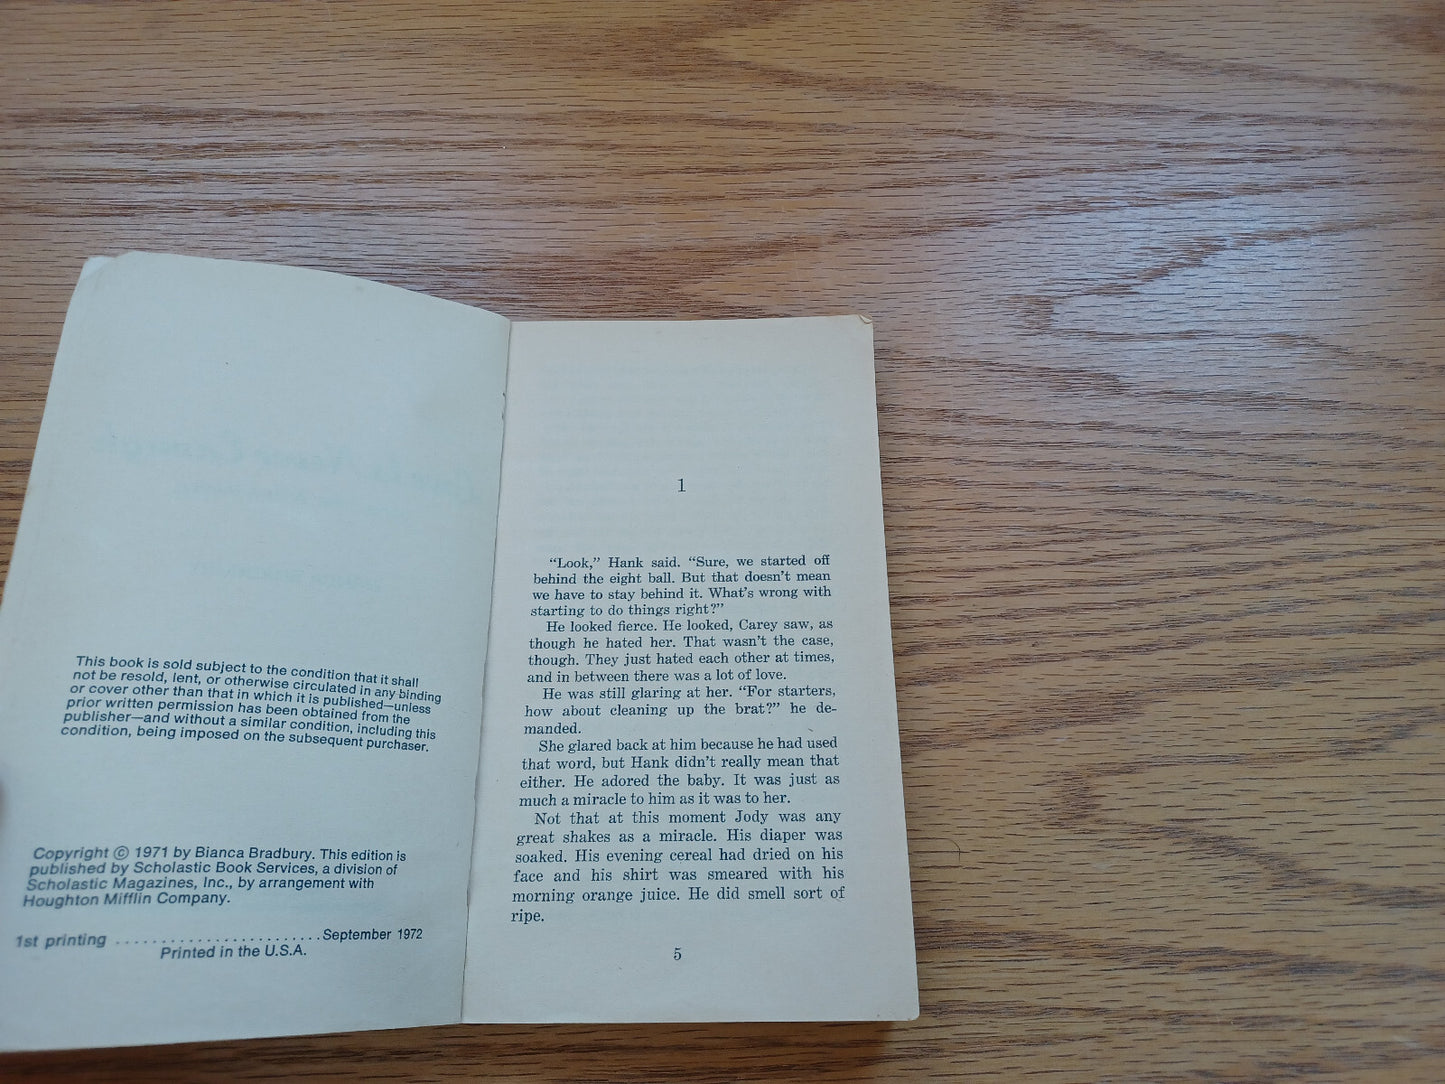 This book is sold subject to the condition that it shall
not be resold, lent, or otherwise circulated in any binding
or cover other than that in which it is published—unless
prior written permission has been obtained from the
publisher—and without a similar condition, including this
condition, being imposed on the subsequent purchaser.
Copyright © 1971 by Bianca Bradbury. This edition is
published by Scholastic Book Services, a division of
Scholastic Magazines, Inc., by arrangement with
Houghton Mifflin Company.
1st printing ........................September 1972
Printed in the U.S.A.
1
“Look,” Hank said. “Sure, we started off
behind the eight ball. But that doesn’t mean
we have to stay behind it. What’s wrong with
starting to do things right?”
He looked fierce. He looked, Carey saw, as
though he hated her. That wasn’t the case,
though. They just hated each other at times,
and in between there was a lot of love.
He was still glaring at her. “For starters,
how about cleaning up the brat?” he de-
manded.
She glared back at him because he had used
that word, but Hank didn’t really mean that
either. He adored the baby. It was just as
much a miracle to him as it was to her.
Not that at this moment Jody was any
great shakes as a miracle. His diaper was
soaked. His evening cereal had dried on his
face and his shirt was smeared with his
morning orange juice. He did smell sort of
ripe.
5